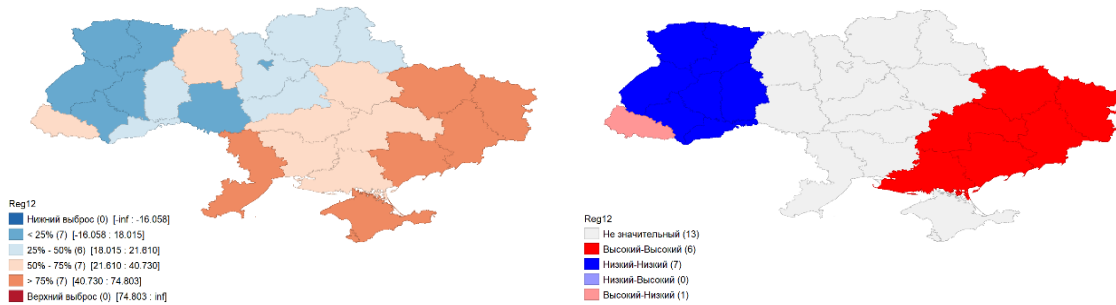 Reg12
Нижний выброс (0) [-inf : -16.058]
< 25% (7) [-16.058 : 18.015]
25% - 50% (6) [18.015 : 21.610]
50% - 75% (7) [21.610 : 40.730]
> 75% (7) [40.730 : 74.803]
Верхний выброс (0) [74.803 : inf]
Reg12
Не значительный (13)
Высокий-Высокий (6)
Низкий-Низкий (7)
Низкий-Высокий (0)
Высокий-Низкий (1)